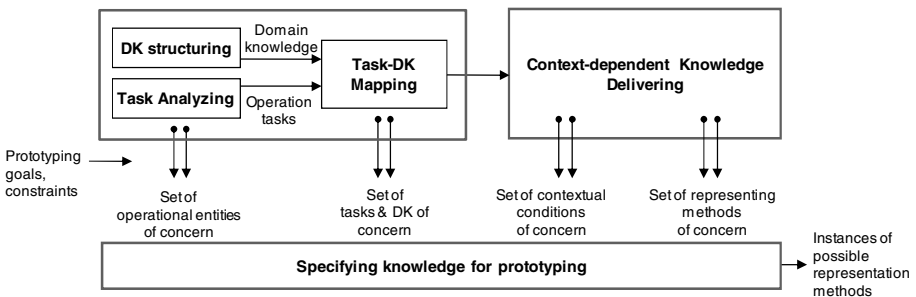 DK structuring
Domain
knowledge
Task Analyzing
Operation
tasks
Task-DK
Mapping
Context-dependent Knowledge
Delivering
Prototyping
goals,
constraints
Set of
operational entities
of concern
Set of
tasks & DK of
concern
Set of contextual
conditions
of concern
Set of representing
methods
of concern
Specifying knowledge for prototyping
Instances of
possible
representation
methods